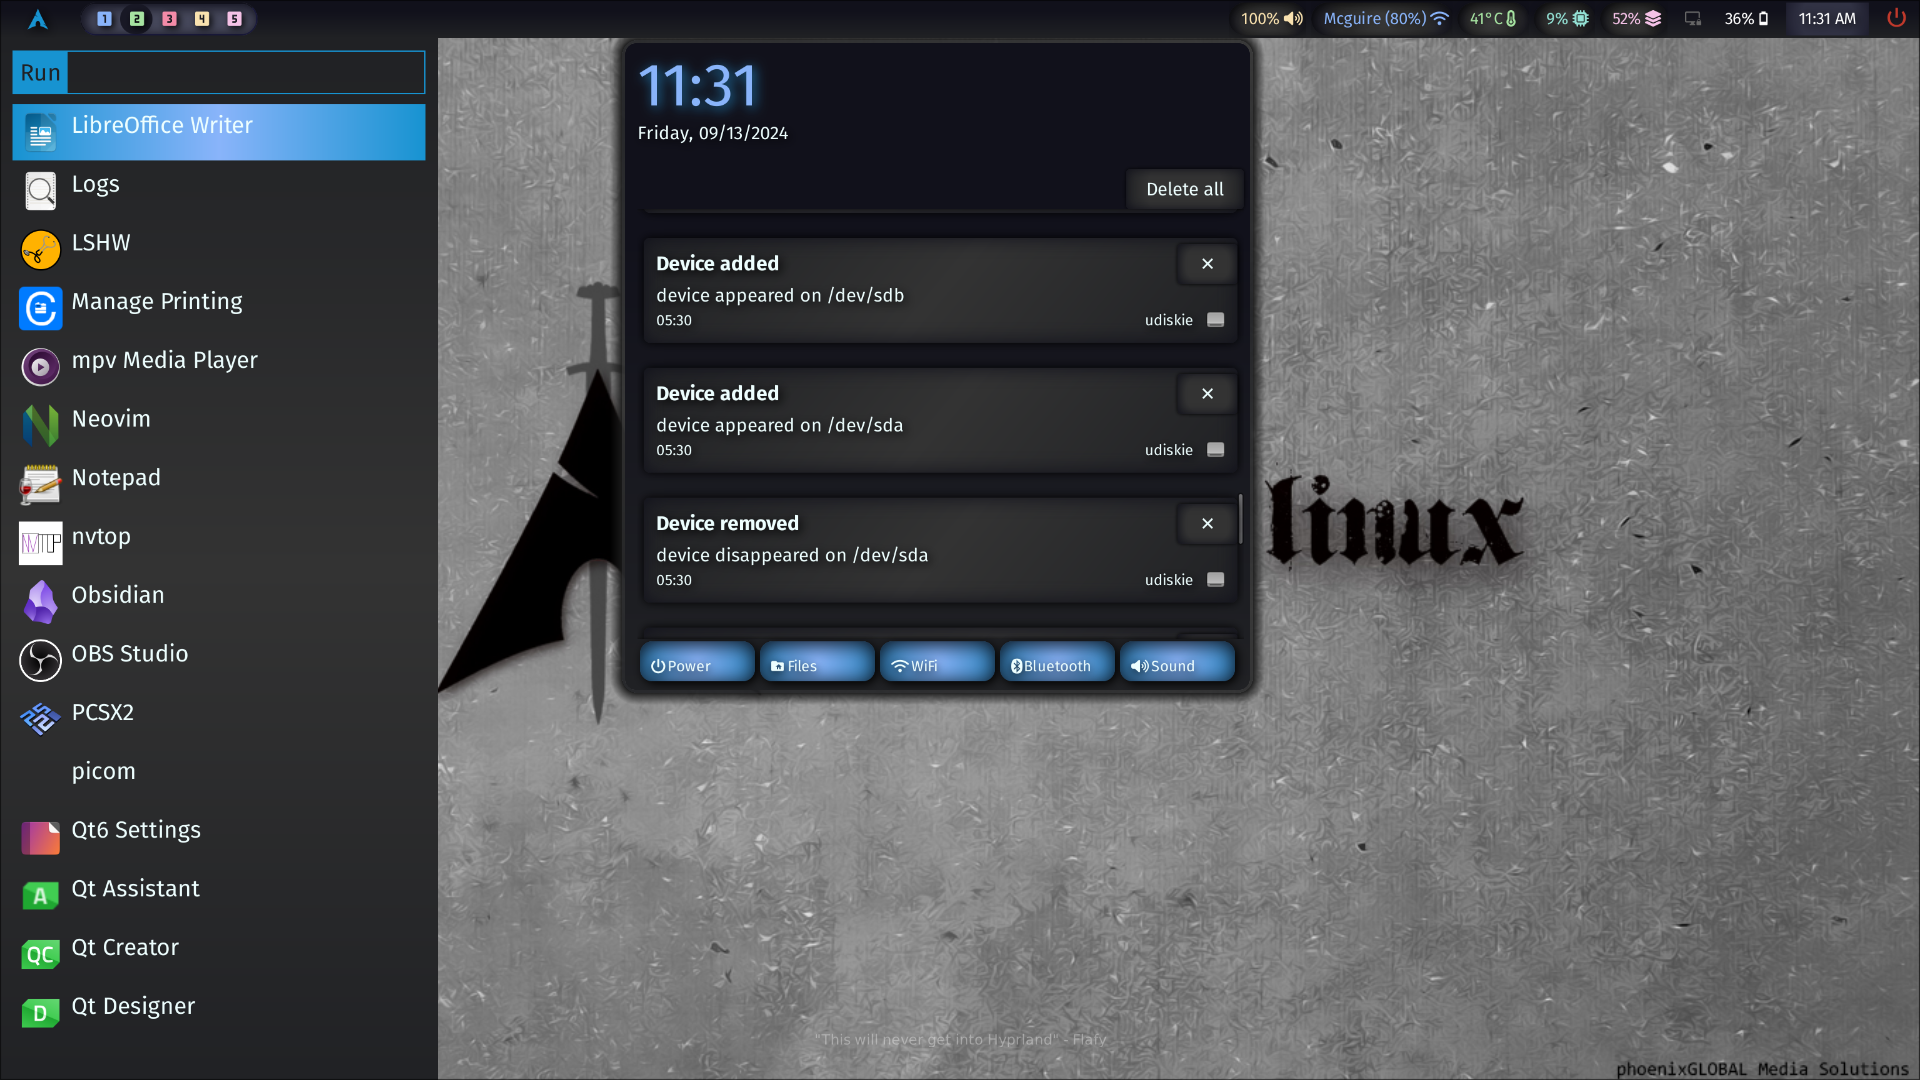 1 2 3 4 5
100% Mcguire (80%) 41°C 9% 52% 36% 11:31 AM
Run
LibreOffice Writer
Logs
LSHW
Manage Printing
mpv Media Player
Neovim
Notepad
nvtop
Obsidian
OBS Studio
PCSX2
picom
Qt6 Settings
Qt Assistant
Qt Creator
Qt Designer
11:31
Friday, 09/13/2024
Delete all
Device added
device appeared on /dev/sdb
05:30 udiskie
Device added
device appeared on /dev/sda
05:30 udiskie
Device removed
device disappeared on /dev/sda
05:30 udiskie
Power Files WiFi Bluetooth Sound
linux
"This will never get into Hyprland" - Flafy
phoenixGLOBAL Media Solutions